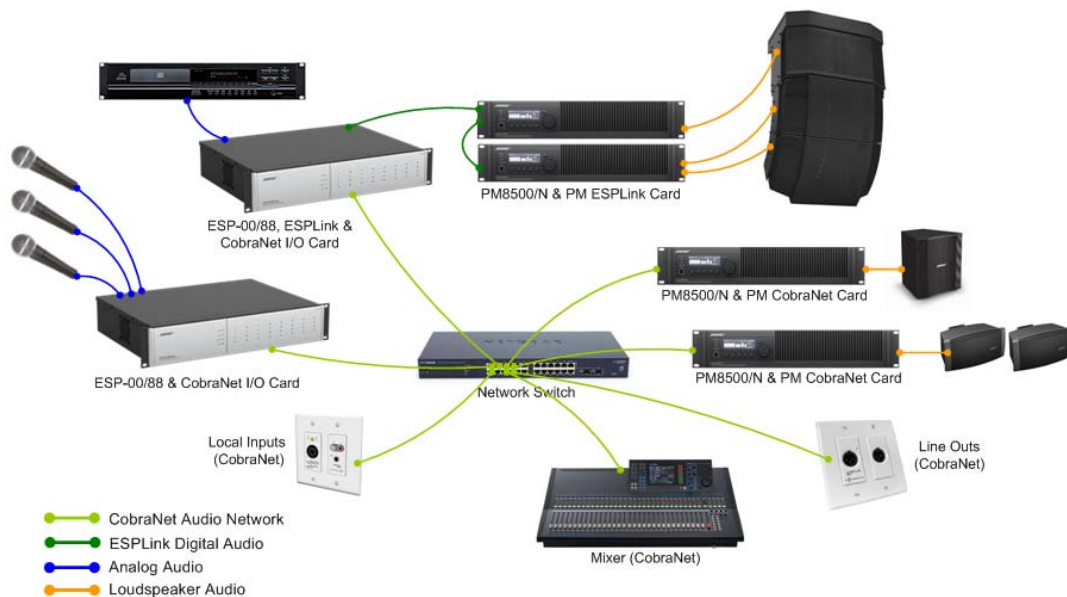 ESP-00/88, ESPLink &
CobraNet I/O Card
PM8500/N & PM ESPLink Card
PM8500/N & PM CobraNet Card
ESP-00/88 & CobraNet I/O Card
PM8500/N & PM CobraNet Card
Network Switch
Local Inputs
(CobraNet)
Line Outs
(CobraNet)
Mixer (CobraNet)
CobraNet Audio Network
ESPLink Digital Audio
Analog Audio
Loudspeaker Audio